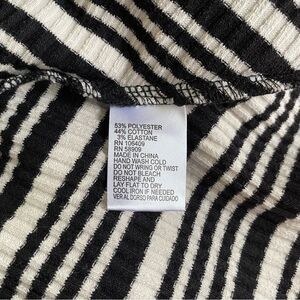 53% POLYESTER
44% COTTON
3% ELASTANE
RN 106409
RN 58909
MADE IN CHINA
HAND WASH COLD
DO NOT WRING OR TWIST
DO NOT BLEACH
RESHAPE AND
LAY FLAT TO DRY
COOL IRON IF NEEDED
VER AL DORSO PARA CUIDADO